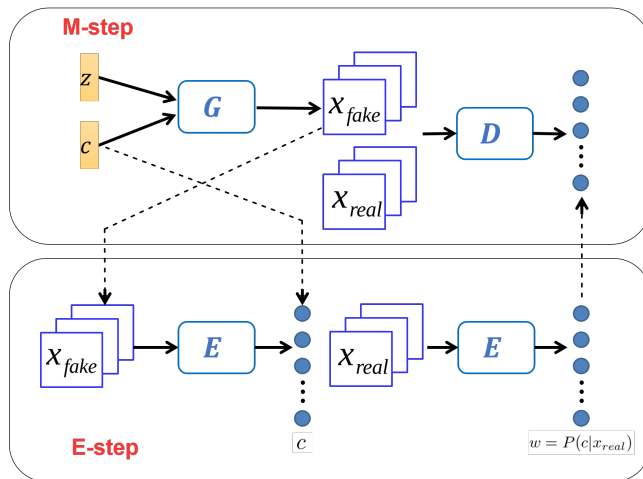 M-step
z
c
G
x_fake
x_real
D
x_fake
E
c
x_real
E
w = P(c|x_real)
E-step